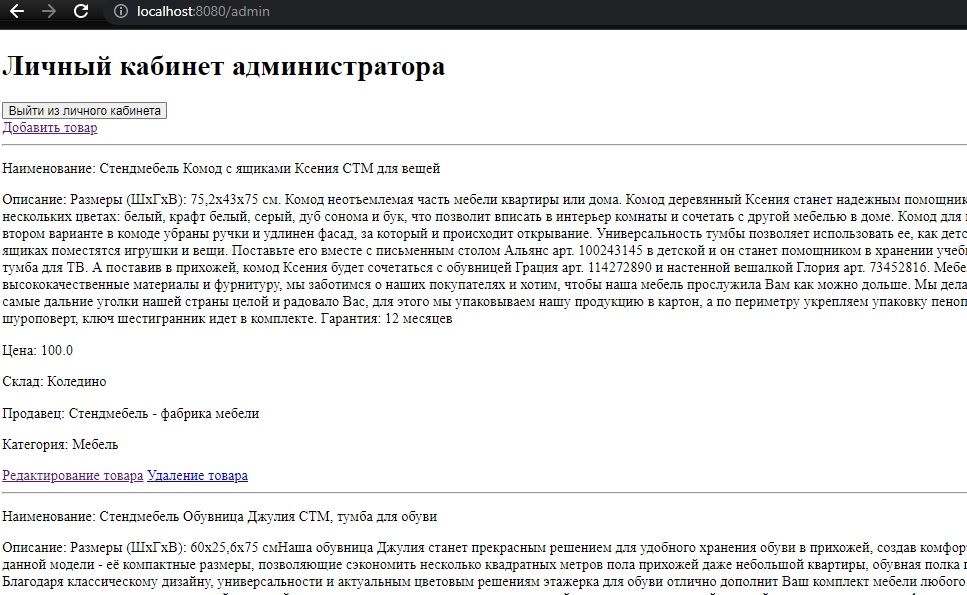 localhost:8080/admin
Личный кабинет администратора
Выйти из личного кабинета
Добавить товар
Наименование: Стендмебель Комод с ящиками Ксения СТМ для вещей
Описание: Размеры (ШхГхВ): 75,2х43х75 см. Комод неотъемлемая часть мебели квартиры или дома. Комод деревянный Ксения станет надежным помощник
нескольких цветах: белый, крафт белый, серый, дуб сонома и бук, что позволит вписать в интерьер комнаты и сочетать с другой мебелью в доме. Комод для
втором варианте в комоде убраны ручки и удлинен фасад, за который и происходит открывание. Универсальность тумбы позволяет использовать ее, как детс
ящиках поместятся игрушки и вещи. Поставьте его вместе с письменным столом Альянс арт. 100243145 в детской и он станет помощником в хранении учеб
тумба для ТВ. А поставив в прихожей, комод Ксения будет сочетаться с обувницей Грация арт. 114272890 и настенной вешалкой Глория арт. 73452816. Мебе
высококачественные материалы и фурнитуру, мы заботимся о наших покупателях и хотим, чтобы наша мебель прослужила Вам как можно дольше. Мы дела
самые дальние уголки нашей страны целой и радовало Вас, для этого мы упаковываем нашу продукцию в картон, а по периметру укрепляем упаковку пеноп
шуроповерт, ключ шестигранник идет в комплекте. Гарантия: 12 месяцев
Цена: 100.0
Склад: Коледино
Продавец: Стендмебель - фабрика мебели
Категория: Мебель
Редактирование товара Удаление товара
Наименование: Стендмебель Обувница Джулия СТМ, тумба для обуви
Описание: Размеры (ШхГхВ): 60х25,6х75 смНаша обувница Джулия станет прекрасным решением для удобного хранения обуви в прихожей, создав комфор
данной модели - её компактные размеры, позволяющие сэкономить несколько квадратных метров пола прихожей даже небольшой квартиры, обувная полка
Благодаря классическому дизайну, универсальности и актуальным цветовым решениям этажерка для обуви отлично дополнит Ваш комплект мебели любого